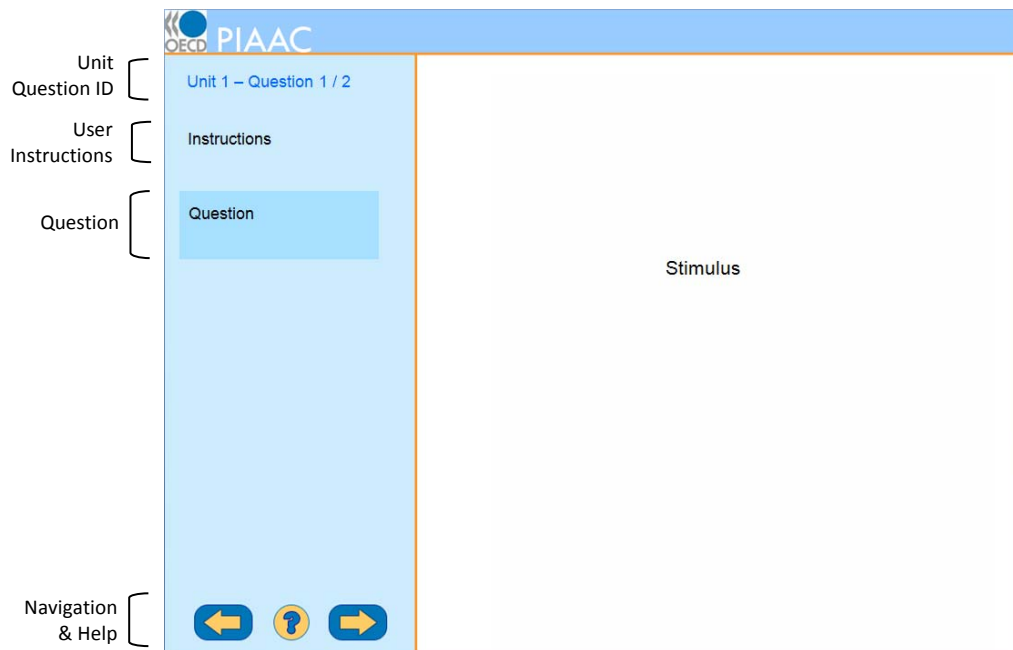 OECD PIAAC
Unit
Question ID
Unit 1 – Question 1 / 2
User
Instructions
Instructions
Question
Question
Stimulus
Navigation
& Help
?